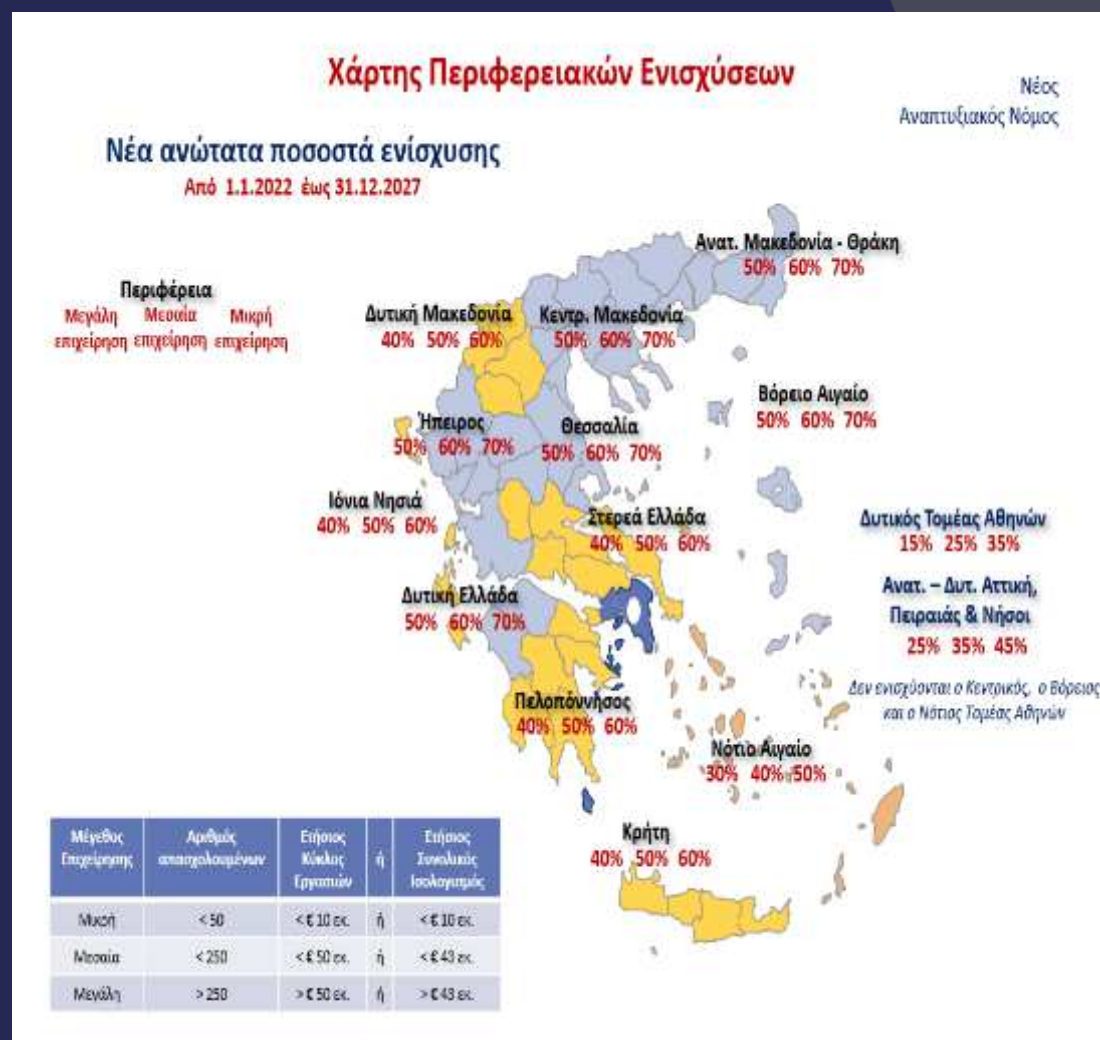 Χάρτης Περιφερειακών Ενισχύσεων
Νέος
Αναπτυξιακός Νόμος
Νέα ανώτατα ποσοστά ενίσχυσης
Από 1.1.2022 έως 31.12.2027
Περιφέρεια
Μεγάλη επιχείρηση
Μεσαία επιχείρηση
Μικρή επιχείρηση
Ανατ. Μακεδονία - Θράκη
50% 60% 70%
Δυτική Μακεδονία
40% 50% 60%
Κεντρ. Μακεδονία
50% 60% 70%
Βόρειο Αιγαίο
50% 60% 70%
Ήπειρος
50% 60% 70%
Θεσσαλία
50% 60% 70%
Ιόνια Νησιά
40% 50% 60%
Στερεά Ελλάδα
40% 50% 60%
Δυτικός Τομέας Αθηνών
15% 25% 35%
Ανατ. – Δυτ. Αττική,
Πειραιάς & Νήσοι
25% 35% 45%
Δεν ενισχύονται ο Κεντρικός, ο Βόρειος
και ο Νότιος Τομέας Αθηνών
Δυτική Ελλάδα
50% 60% 70%
Πελοπόννησος
40% 50% 60%
Νότιο Αιγαίο
30% 40% 50%
Κρήτη
40% 50% 60%
Μέγεθος Επιχείρησης
Αριθμός απασχολουμένων
Ετήσιος Κύκλος Εργασιών
ή
Ετήσιος Συνολικός Ισολογισμός
Μικρή < 50 < € 10 εκ. ή < € 10 εκ.
Μεσαία < 250 < € 50 εκ. ή < € 43 εκ.
Μεγάλη > 250 > € 50 εκ. ή > € 43 εκ.